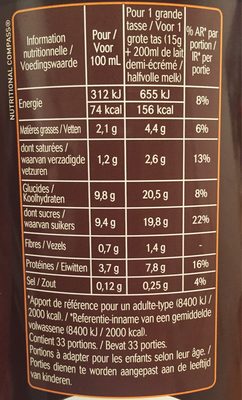 NUTRITIONAL COMPASS®
Information
nutritionnelle /
Voedingswaarde
Pour /
Voor
100 mL
Pour 1 grande
tasse / Voor 1
grote tas (15g
+ 200ml de lait
demi-écrémé /
halfvolle melk)
% AR* par
portion /
% IR* per
portie
Energie
312 kJ 655 kJ 8%
74 kcal 156 kcal
Matières grasses / Vetten 2,1 g 4,4 g 6%
dont saturées /
waarvan verzadigde
vetzuren
1,2 g 2,6 g 13%
Glucides /
Koolhydraten
9,8 g 20,5 g 8%
dont sucres /
waarvan suikers
9,4 g 19,8 g 22%
Fibres / Vezels 0,7 g 1,4 g -
Protéines / Eiwitten 3,7 g 7,8 g 16%
Sel / Zout 0,12 g 0,25 g 4%
*Apport de référence pour un adulte-type (8400 kJ /
2000 kcal). / *Referentie-inname van een gemiddelde
volwassene (8400 kJ / 2000 kcal).
Contient 33 portions. / Bevat 33 porties.
Portions à adapter pour les enfants selon leur âge. /
Porties dienen te worden aangepast aan de leeftijd
van kinderen.